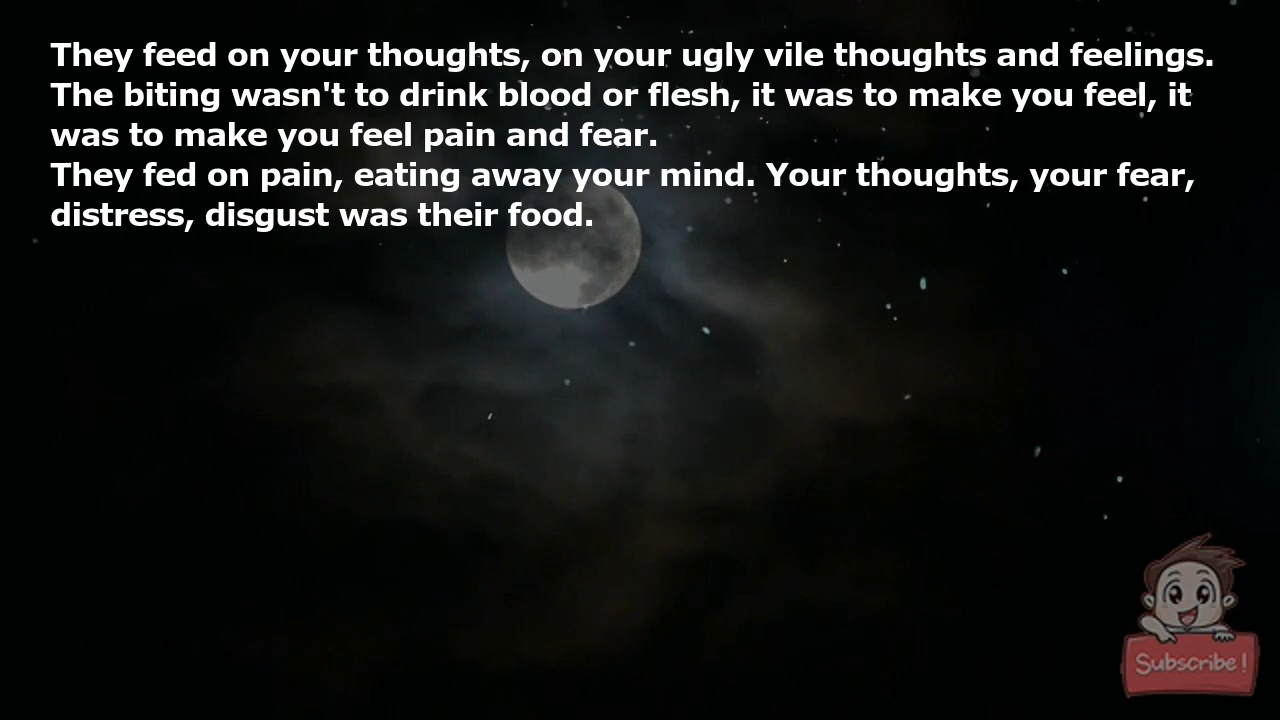 They feed on your thoughts, on your ugly vile thoughts and feelings.
The biting wasn't to drink blood or flesh, it was to make you feel, it
was to make you feel pain and fear.
They fed on pain, eating away your mind. Your thoughts, your fear,
distress, disgust was their food.
Subscribe!